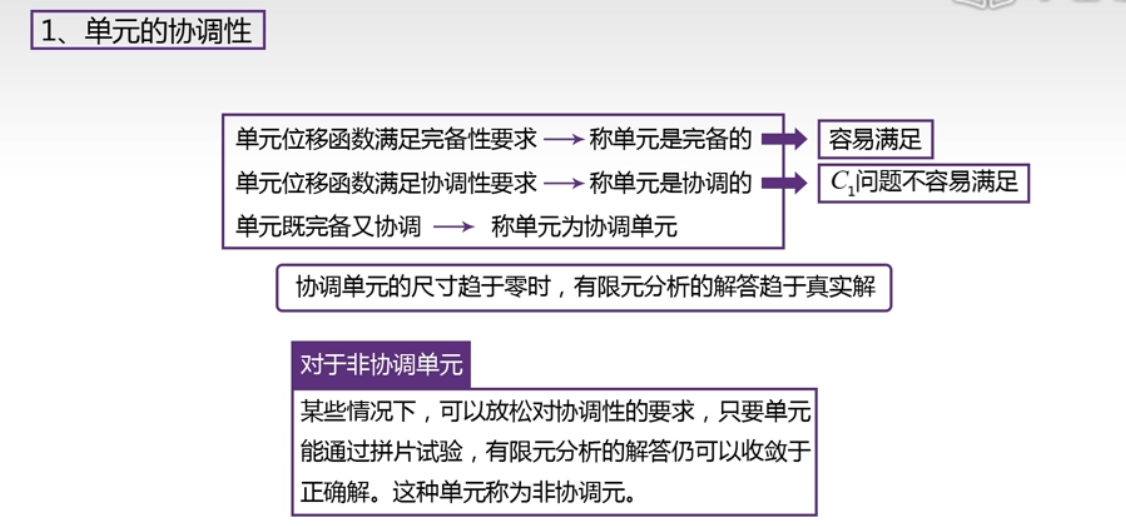 1、单元的协调性
单元位移函数满足完备性要求 → 称单元是完备的 ➡ 容易满足
单元位移函数满足协调性要求 → 称单元是协调的 ➡ C₁问题不容易满足
单元既完备又协调 → 称单元为协调单元
协调单元的尺寸趋于零时，有限元分析的解答趋于真实解
对于非协调单元
某些情况下，可以放松对协调性的要求，只要单元
能通过拼片试验，有限元分析的解答仍可以收敛于
正确解。这种单元称为非协调元。